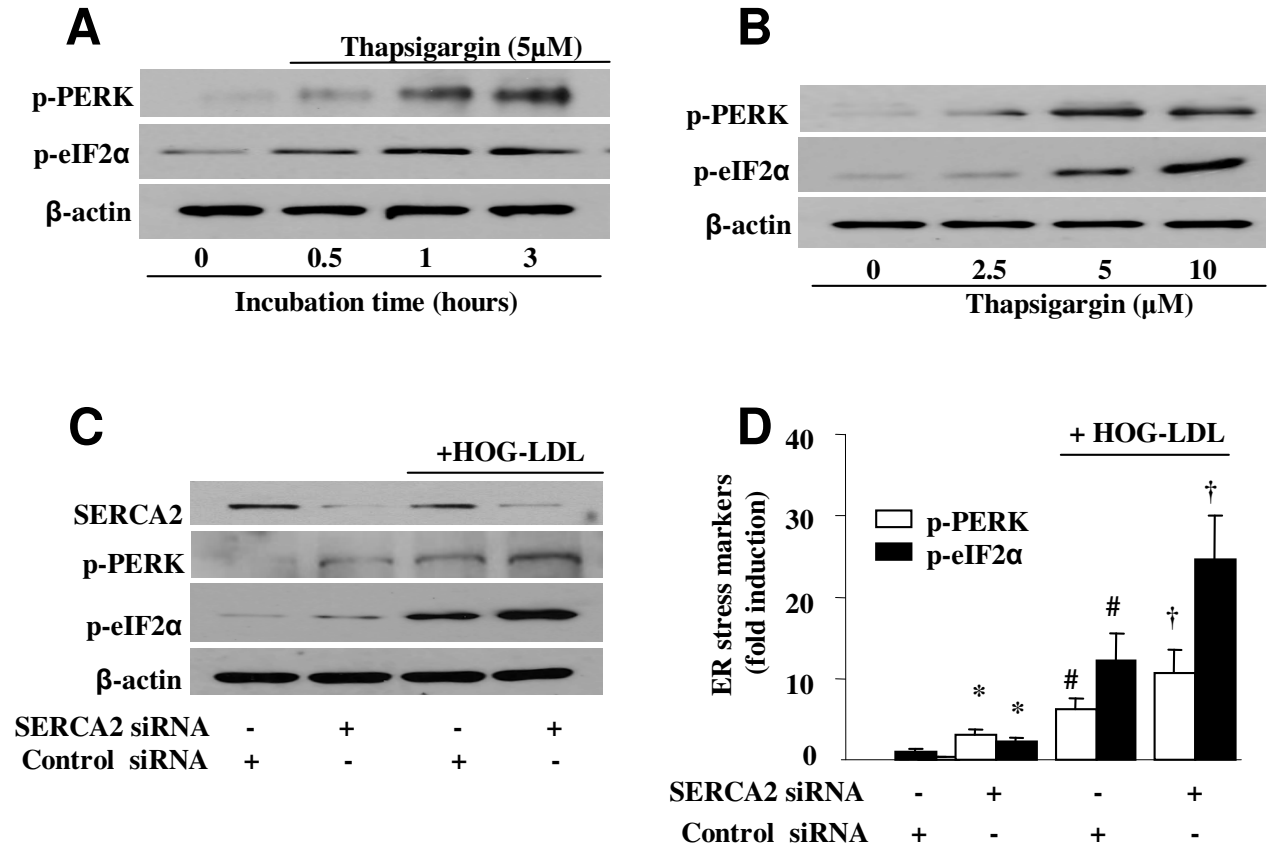 A
Thapsigargin (5μM)
p-PERK
p-eIF2α
β-actin
0 0.5 1 3
Incubation time (hours)
B
p-PERK
p-eIF2α
β-actin
0 2.5 5 10
Thapsigargin (μM)
C
+HOG-LDL
SERCA2
p-PERK
p-eIF2α
β-actin
SERCA2 siRNA - + - +
Control siRNA + - + -
D
+ HOG-LDL
ER stress markers
(fold induction)
40
30
20
10
0
p-PERK
p-eIF2α
* * # # † †
SERCA2 siRNA - + - +
Control siRNA + - + -